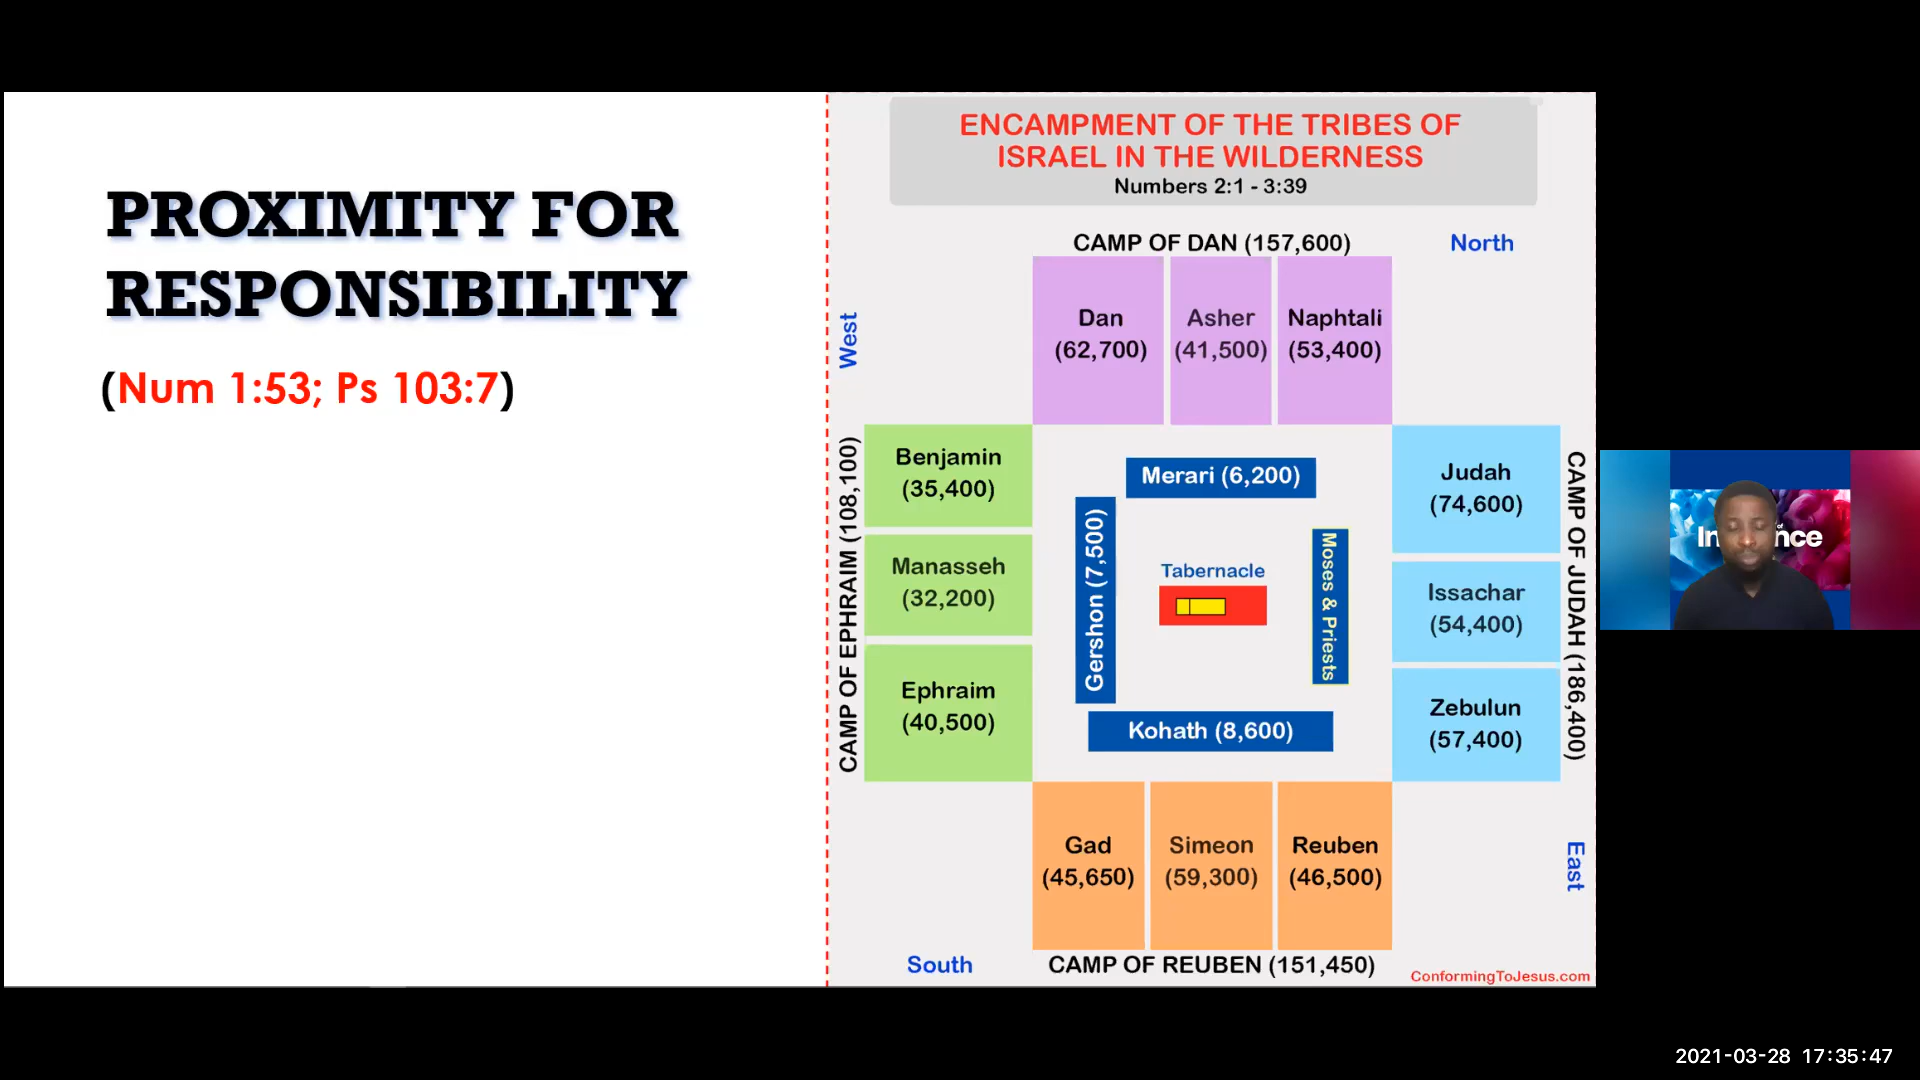 PROXIMITY FOR
RESPONSIBILITY
(Num 1:53; Ps 103:7)
ENCAMPMENT OF THE TRIBES OF
ISRAEL IN THE WILDERNESS
Numbers 2:1 - 3:39
CAMP OF DAN (157,600)
North
West
Dan
(62,700)
Asher
(41,500)
Naphtali
(53,400)
CAMP OF EPHRAIM (108,100)
Benjamin
(35,400)
Manasseh
(32,200)
Ephraim
(40,500)
Merari (6,200)
Gershon (7,500)
Tabernacle
Moses & Priests
Kohath (8,600)
Judah
(74,600)
Issachar
(54,400)
Zebulun
(57,400)
CAMP OF JUDAH (186,400)
Gad
(45,650)
Simeon
(59,300)
Reuben
(46,500)
East
South
CAMP OF REUBEN (151,450)
ConformingToJesus.com
2021-03-28 17:35:47